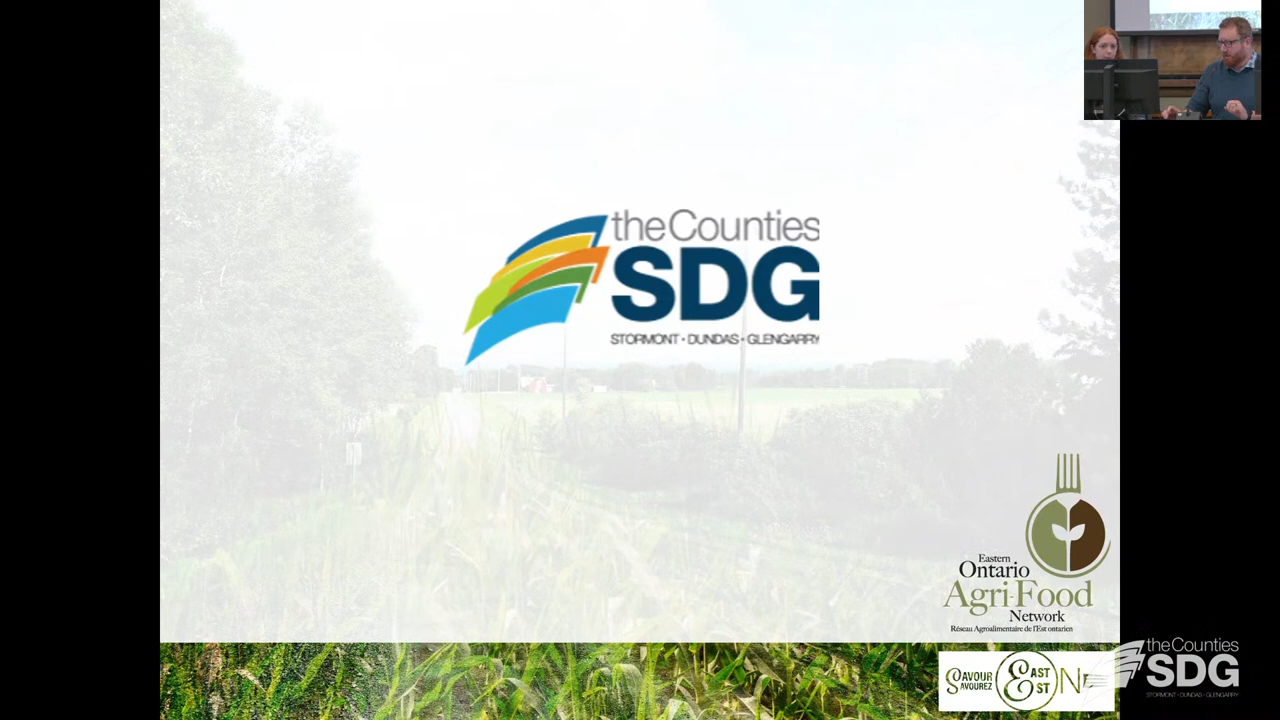 the Counties
SDG
STORMONT • DUNDAS • GLENGARRY
Eastern
Ontario
Agri-Food
Network
Réseau Agroalimentaire de l'Est ontarien
SAVOUR EAST
SAVOUREZ EST
the Counties
SDG
STORMONT • DUNDAS • GLENGARRY